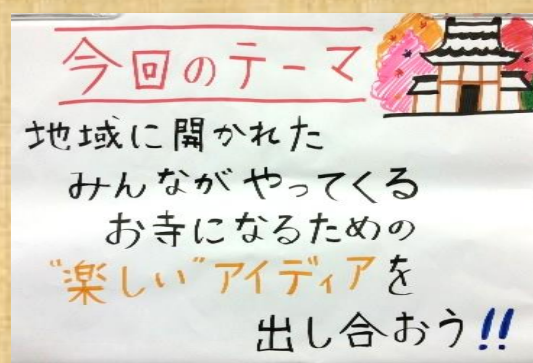 今回のテーマ
地域に開かれた
みんながやってくる
お寺になるための
“楽しい”アイディアを
出し合おう!!